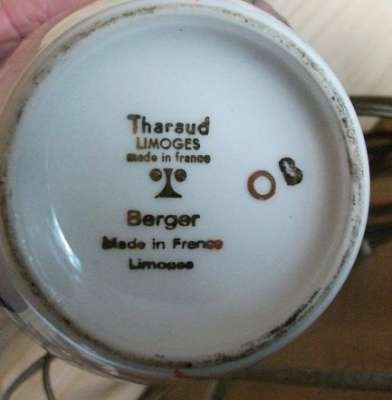 Tharaud
LIMOGES
made in france
Berger
Made in France
Limoges
O B